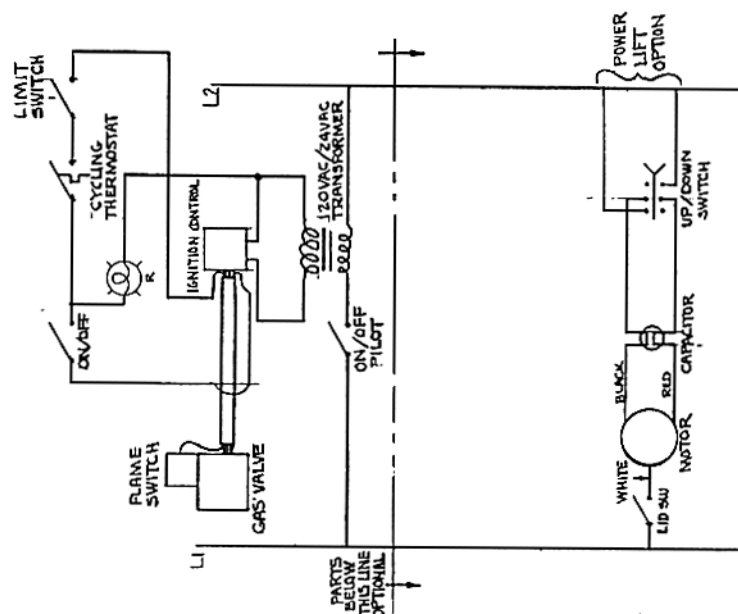 LIMIT
SWITCH
CYCLING
THERMOSTAT
R
ON/OFF
FLAME
SWITCH
GAS VALVE
IGNITION CONTROL
120VAC/24VAC
TRANSFORMER
ON/OFF
PILOT
L1
L2
PARTS
BELOW
THIS LINE
OPTIONAL
POWER
LIFT
OPTION
UP/DOWN
SWITCH
CAPACITOR
BLACK
RED
MOTOR
WHITE
LID SW